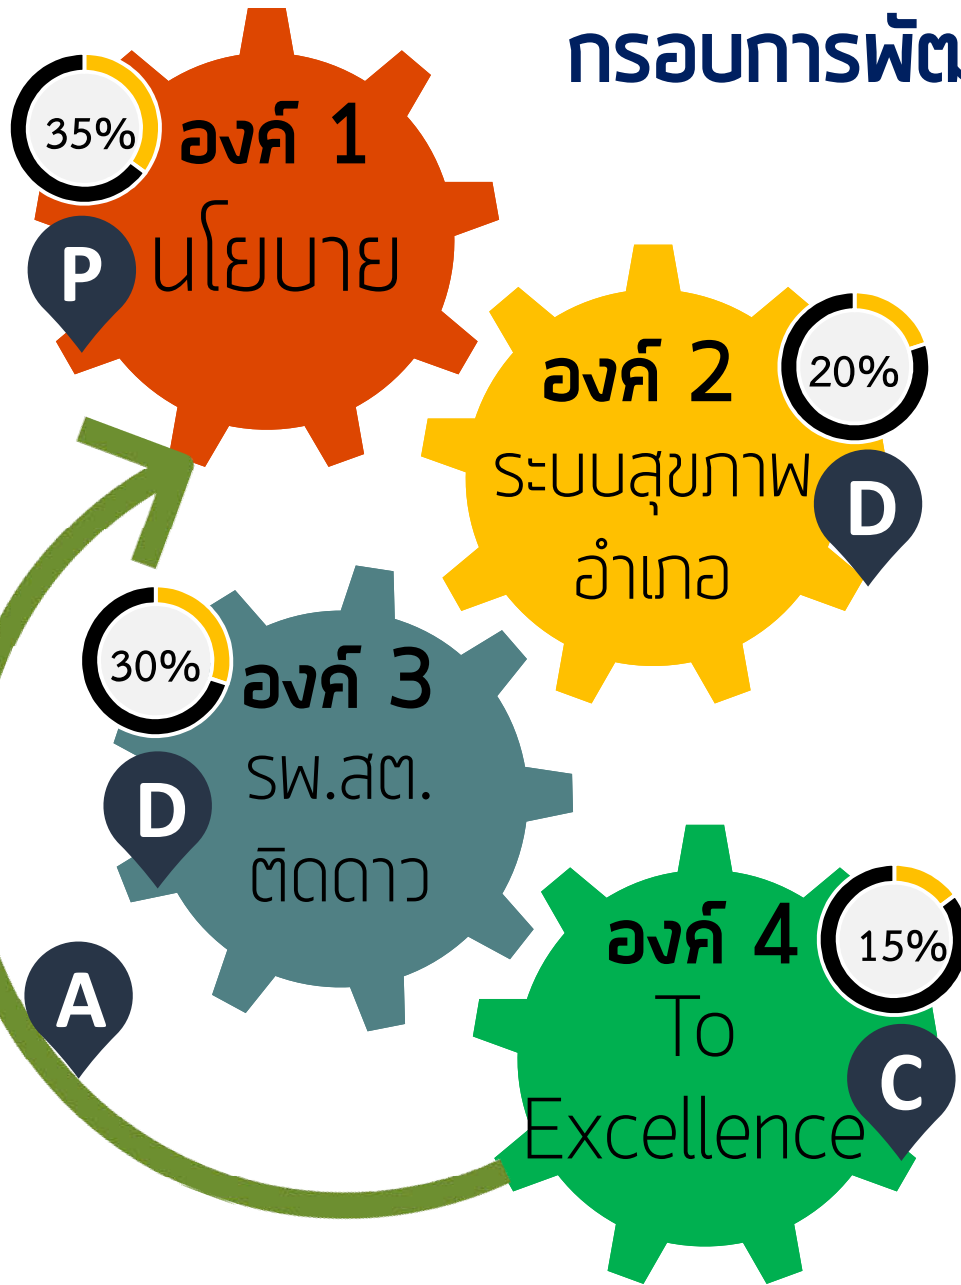 กรอบการพัฒ
35%
องค์ 1
นโยบาย
P
องค์ 2
20%
ระบบสุขภาพ
อำเภอ
D
30%
องค์ 3
รพ.สต.
ติดดาว
D
A
องค์ 4
15%
To
Excellence
C